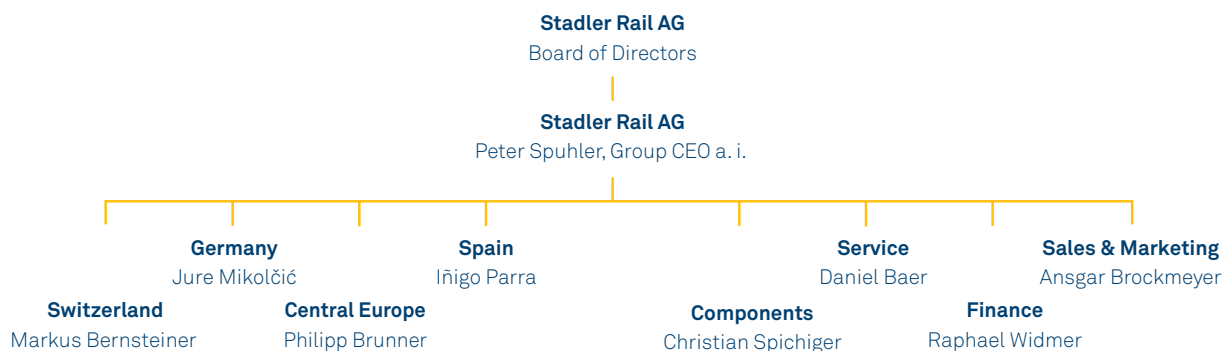 Stadler Rail AG
Board of Directors
Stadler Rail AG
Peter Spuhler, Group CEO a. i.
Germany
Jure Mikolčić
Spain
Iñigo Parra
Service
Daniel Baer
Sales & Marketing
Ansgar Brockmeyer
Switzerland
Markus Bernsteiner
Central Europe
Philipp Brunner
Components
Christian Spichiger
Finance
Raphael Widmer